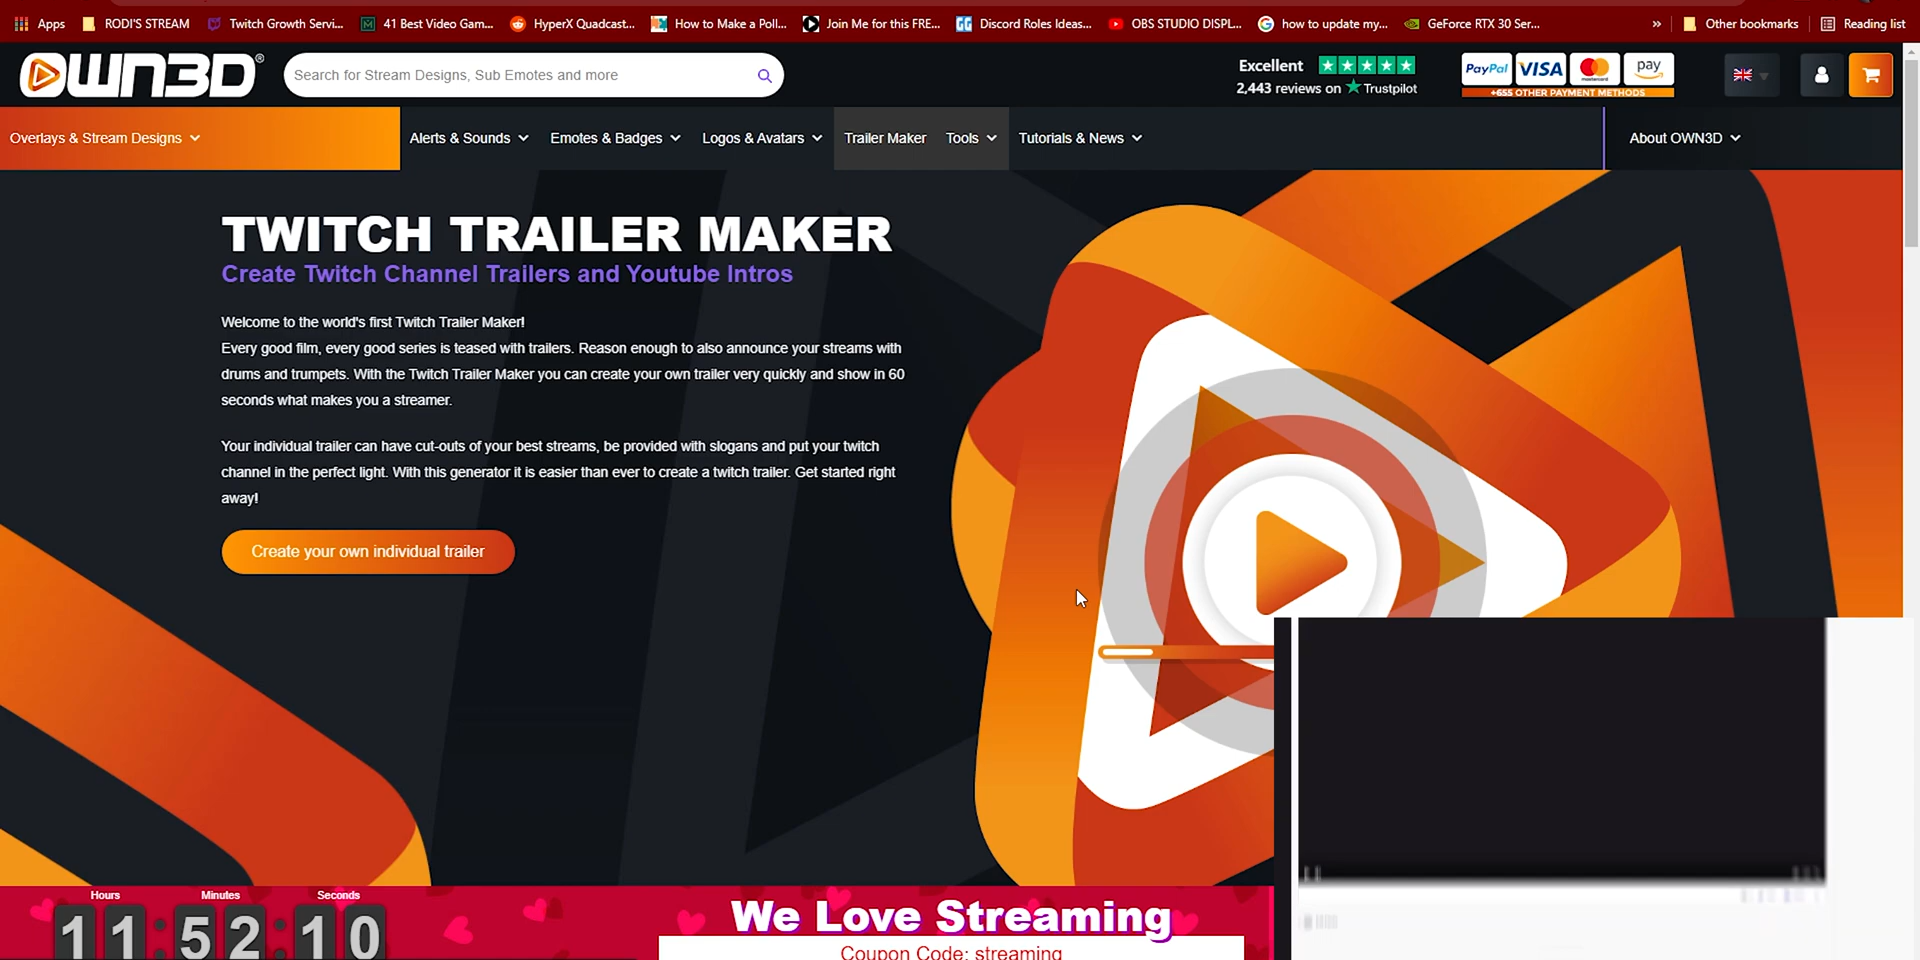 Apps
RODI'S STREAM
Twitch Growth Servi...
41 Best Video Gam...
HyperX Quadcast...
How to Make a Poll...
Join Me for this FRE...
Discord Roles Ideas...
OBS STUDIO DISPL...
how to update my...
GeForce RTX 30 Ser...
»
Other bookmarks
Reading list
OWN3D®
Search for Stream Designs, Sub Emotes and more
Excellent
2,443 reviews on Trustpilot
PayPal VISA mastercard pay
+655 OTHER PAYMENT METHODS
Overlays & Stream Designs
Alerts & Sounds
Emotes & Badges
Logos & Avatars
Trailer Maker
Tools
Tutorials & News
About OWN3D
TWITCH TRAILER MAKER
Create Twitch Channel Trailers and Youtube Intros
Welcome to the world's first Twitch Trailer Maker!
Every good film, every good series is teased with trailers. Reason enough to also announce your streams with
drums and trumpets. With the Twitch Trailer Maker you can create your own trailer very quickly and show in 60
seconds what makes you a streamer.
Your individual trailer can have cut-outs of your best streams, be provided with slogans and put your twitch
channel in the perfect light. With this generator it is easier than ever to create a twitch trailer. Get started right
away!
Create your own individual trailer
Hours Minutes Seconds
11:52:10
We Love Streaming
Coupon Code: streaming